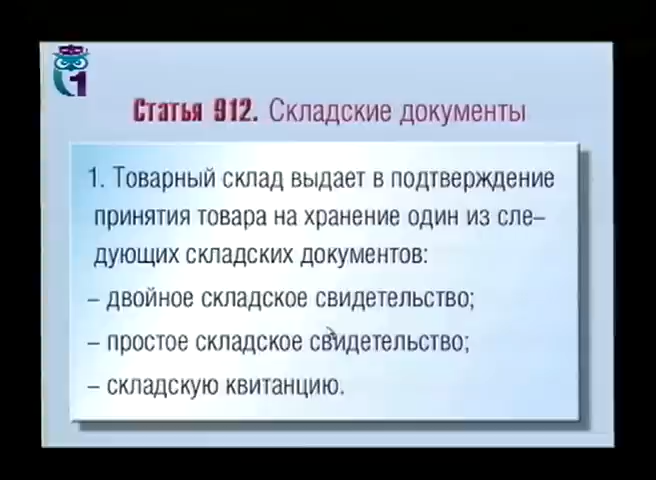 1
Статья 912. Складские документы
1. Товарный склад выдает в подтверждение
принятия товара на хранение один из сле–
дующих складских документов:
– двойное складское свидетельство;
– простое складское свидетельство;
– складскую квитанцию.